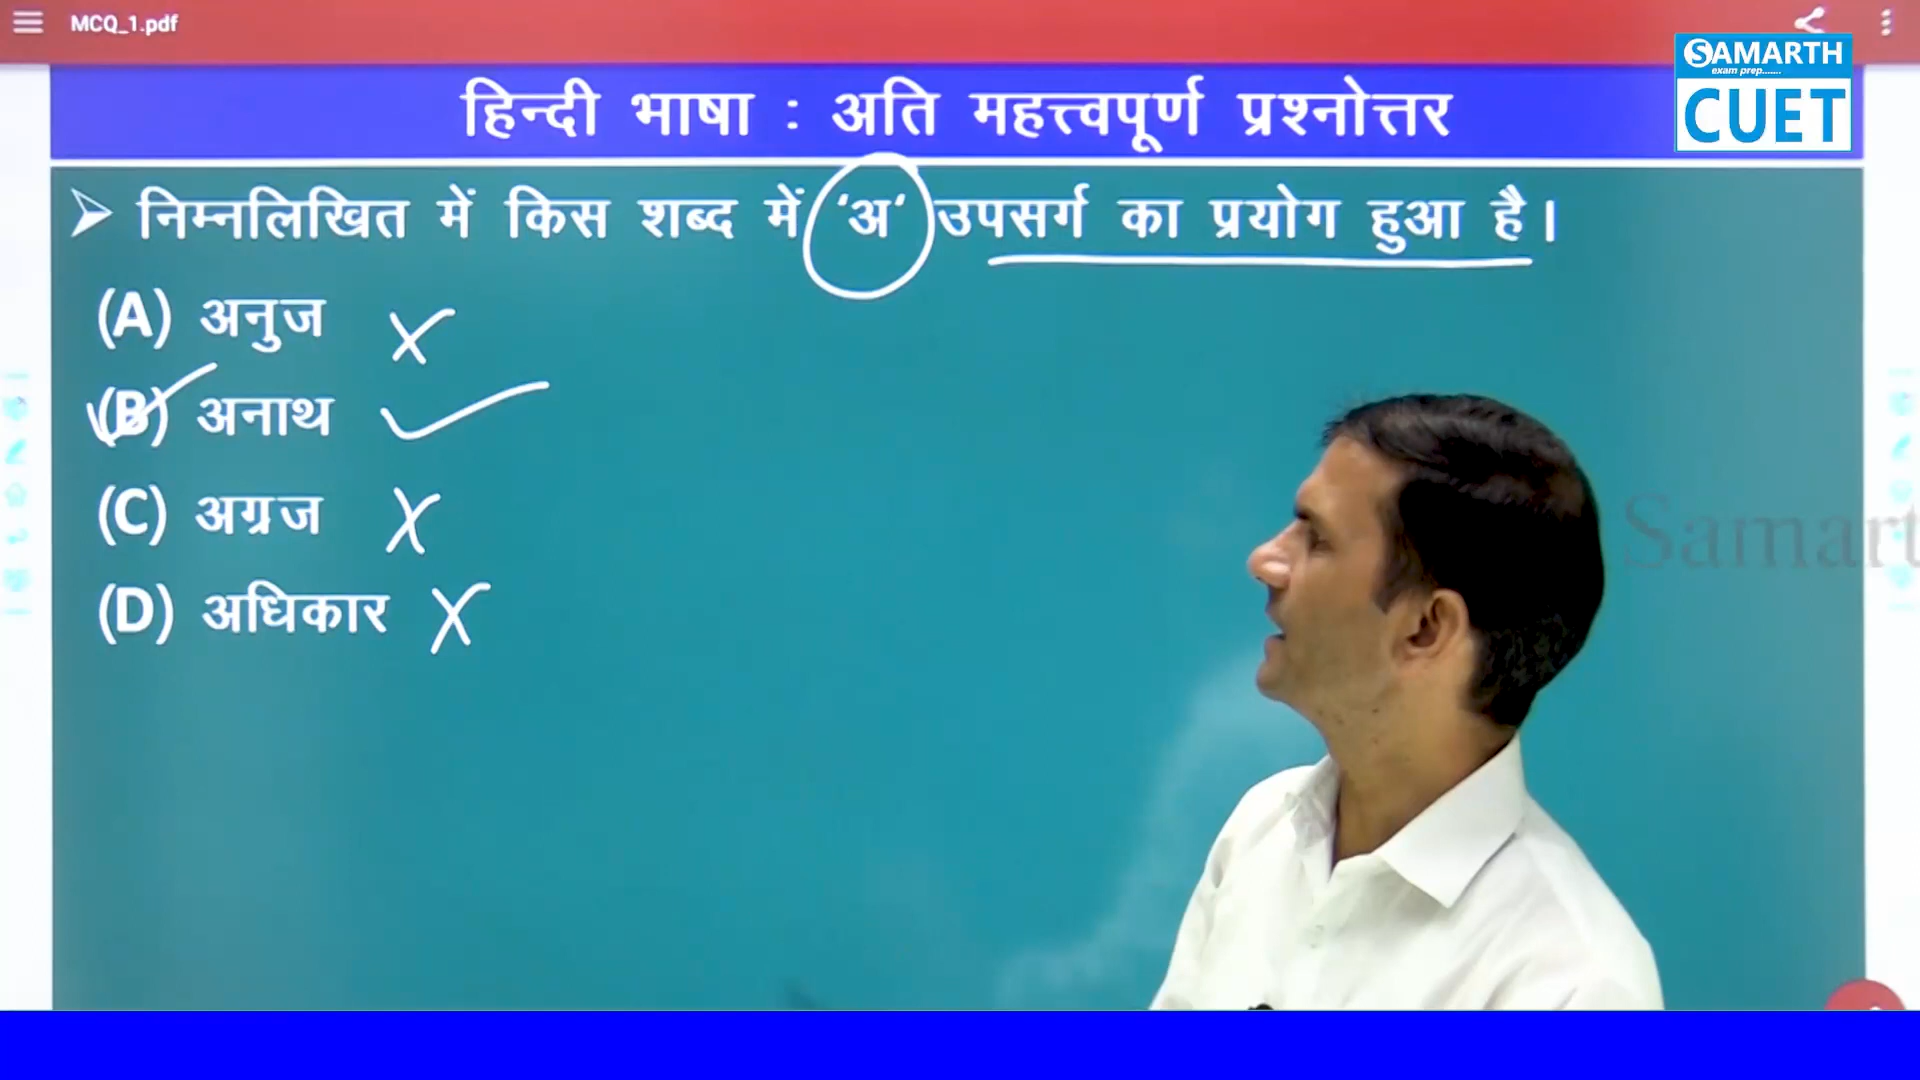 MCQ_1.pdf
SAMARTH
exam prep.......
CUET
हिन्दी भाषा : अति महत्त्वपूर्ण प्रश्नोत्तर
निम्नलिखित में किस शब्द में ‘अ‘ उपसर्ग का प्रयोग हुआ है।
(A) अनुज
(B) अनाथ
(C) अग्रज
(D) अधिकार
Samart